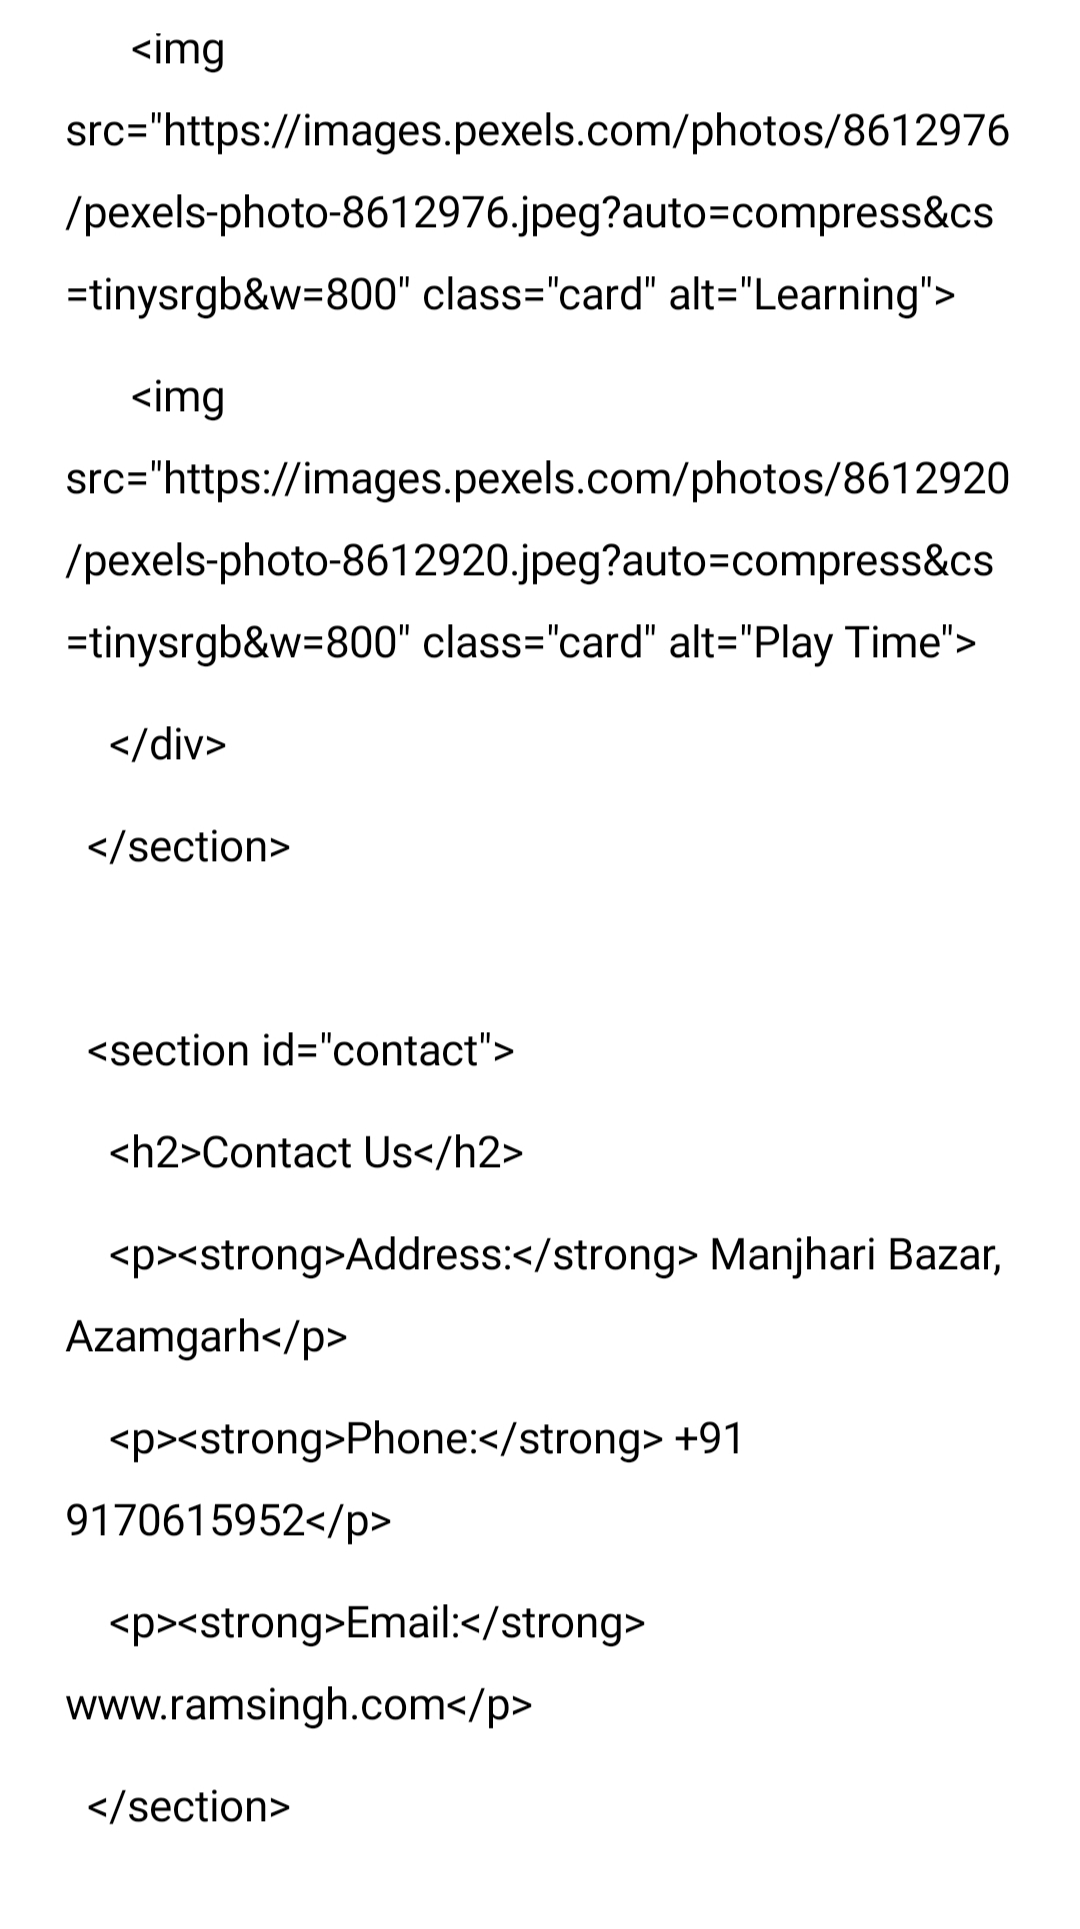 <img
src="https://images.pexels.com/photos/8612976
/pexels-photo-8612976.jpeg?auto=compress&cs
=tinysrgb&w=800" class="card" alt="Learning">
<img
src="https://images.pexels.com/photos/8612920
/pexels-photo-8612920.jpeg?auto=compress&cs
=tinysrgb&w=800" class="card" alt="Play Time">
</div>
</section>
<section id="contact">
<h2>Contact Us</h2>
<p><strong>Address:</strong> Manjhari Bazar,
Azamgarh</p>
<p><strong>Phone:</strong> +91
9170615952</p>
<p><strong>Email:</strong>
www.ramsingh.com</p>
</section>